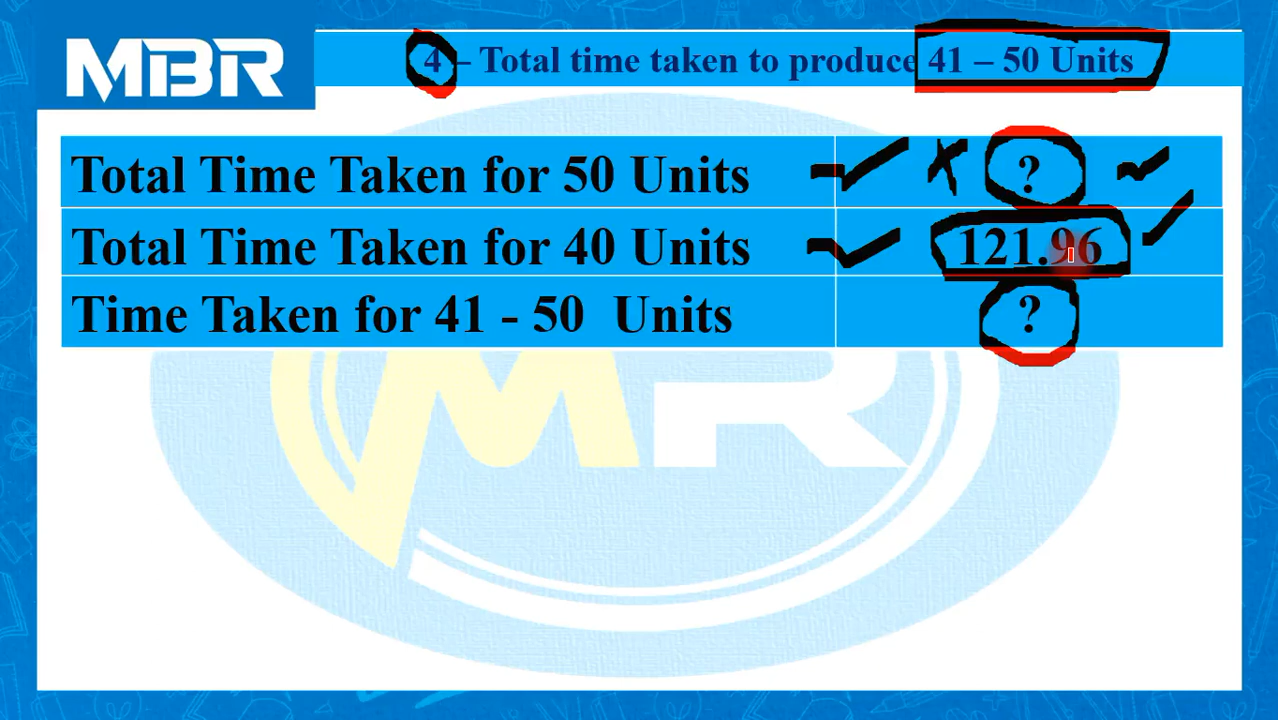 MBR
4 – Total time taken to produce 41 – 50 Units
Total Time Taken for 50 Units ?
Total Time Taken for 40 Units 121.96
Time Taken for 41 - 50 Units ?
MR